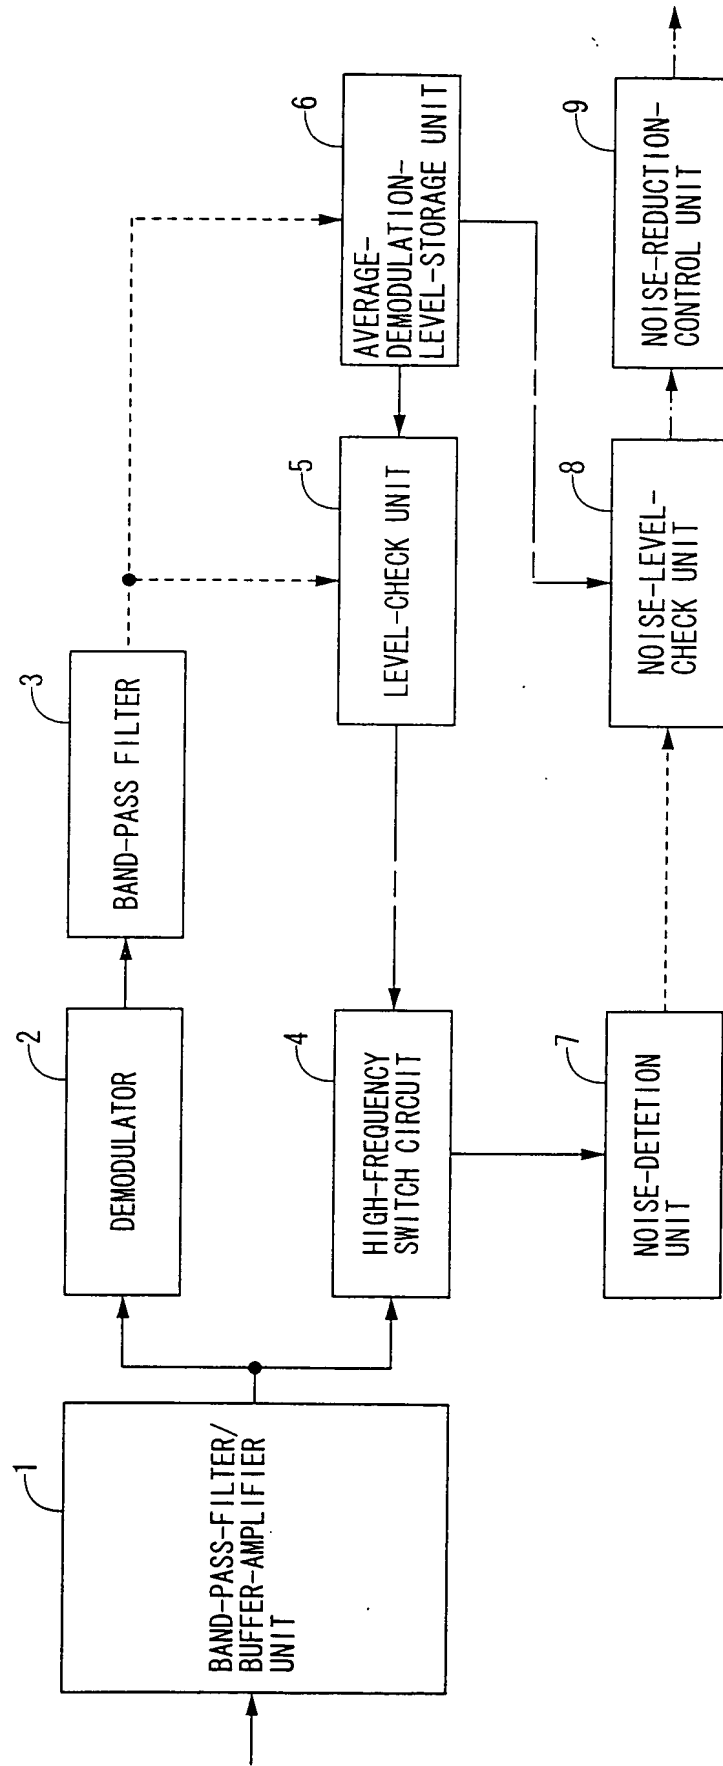 1
BAND-PASS-FILTER/
BUFFER-AMPLIFIER
UNIT
2
DEMODULATOR
3
BAND-PASS FILTER
4
HIGH-FREQUENCY
SWITCH CIRCUIT
5
LEVEL-CHECK UNIT
6
AVERAGE-
DEMODULATION-
LEVEL-STORAGE UNIT
7
NOISE-DETETION
UNIT
8
NOISE-LEVEL-
CHECK UNIT
9
NOISE-REDUCTION-
CONTROL UNIT